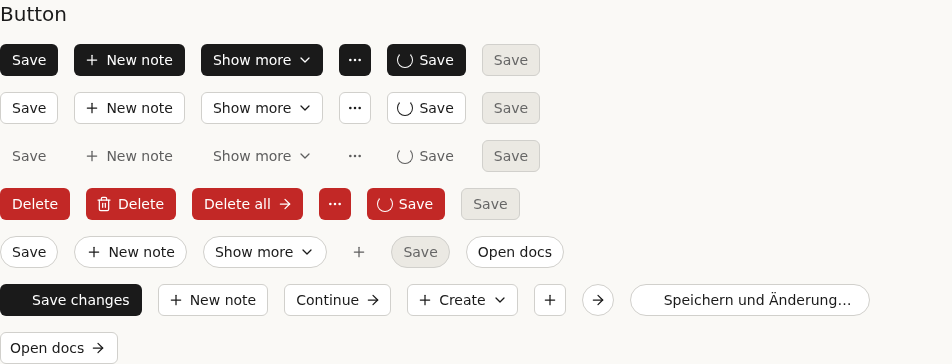 Button
Save New note Show more ... Save Save
Save New note Show more ... Save Save
Save New note Show more ... Save Save
Delete Delete Delete all ... Save Save
Save New note Show more Save Open docs
Save changes New note Continue Create Speichern und Änderung…
Open docs